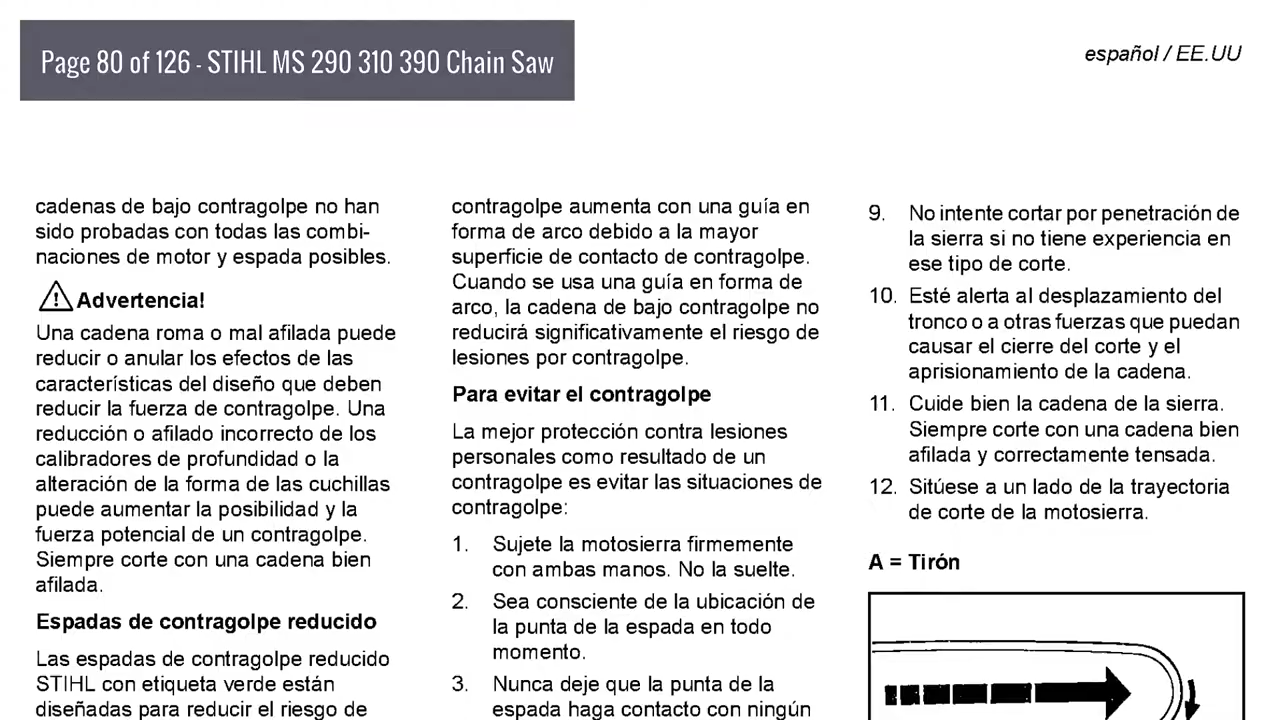 Page 80 of 126 - STIHL MS 290 310 390 Chain Saw
español / EE.UU
cadenas de bajo contragolpe no han
sido probadas con todas las combi-
naciones de motor y espada posibles.
Advertencia!
Una cadena roma o mal afilada puede
reducir o anular los efectos de las
características del diseño que deben
reducir la fuerza de contragolpe. Una
reducción o afilado incorrecto de los
calibradores de profundidad o la
alteración de la forma de las cuchillas
puede aumentar la posibilidad y la
fuerza potencial de un contragolpe.
Siempre corte con una cadena bien
afilada.
Espadas de contragolpe reducido
Las espadas de contragolpe reducido
STIHL con etiqueta verde están
diseñadas para reducir el riesgo de
contragolpe aumenta con una guía en
forma de arco debido a la mayor
superficie de contacto de contragolpe.
Cuando se usa una guía en forma de
arco, la cadena de bajo contragolpe no
reducirá significativamente el riesgo de
lesiones por contragolpe.
Para evitar el contragolpe
La mejor protección contra lesiones
personales como resultado de un
contragolpe es evitar las situaciones de
contragolpe:
1. Sujete la motosierra firmemente
con ambas manos. No la suelte.
2. Sea consciente de la ubicación de
la punta de la espada en todo
momento.
3. Nunca deje que la punta de la
espada haga contacto con ningún
9. No intente cortar por penetración de
la sierra si no tiene experiencia en
ese tipo de corte.
10. Esté alerta al desplazamiento del
tronco o a otras fuerzas que puedan
causar el cierre del corte y el
aprisionamiento de la cadena.
11. Cuide bien la cadena de la sierra.
Siempre corte con una cadena bien
afilada y correctamente tensada.
12. Sitúese a un lado de la trayectoria
de corte de la motosierra.
A = Tirón